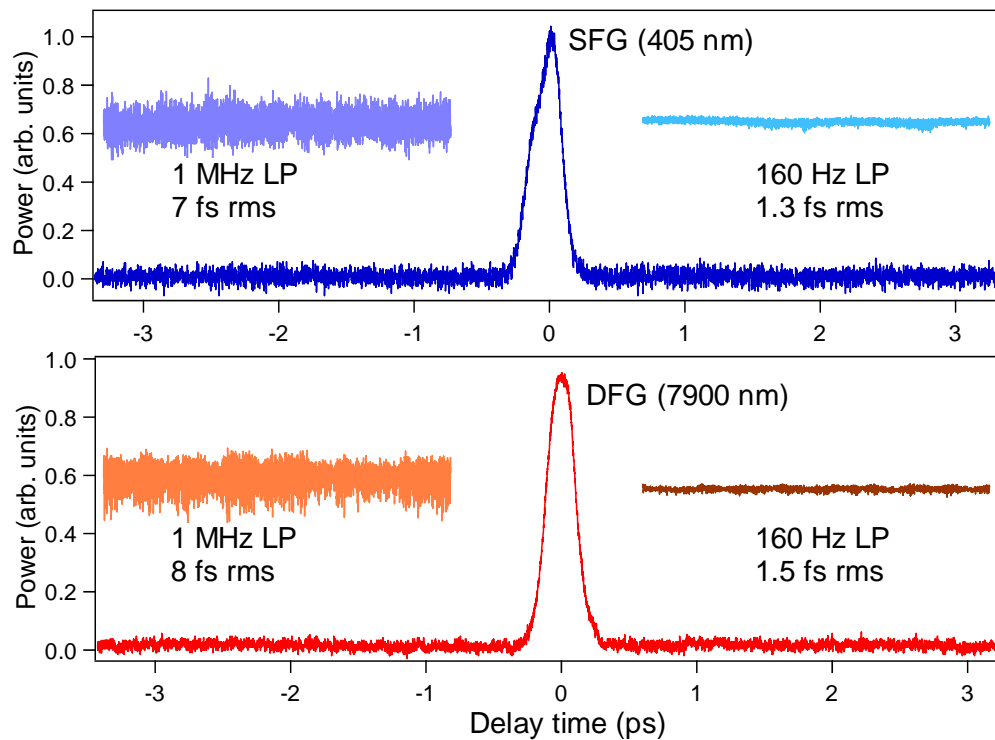 SFG (405 nm)
Power (arb. units)
1.0
0.8
0.6
0.4
0.2
0.0
1 MHz LP
7 fs rms
160 Hz LP
1.3 fs rms
-3 -2 -1 0 1 2 3
DFG (7900 nm)
Power (arb. units)
1.0
0.8
0.6
0.4
0.2
0.0
1 MHz LP
8 fs rms
160 Hz LP
1.5 fs rms
-3 -2 -1 0 1 2 3
Delay time (ps)